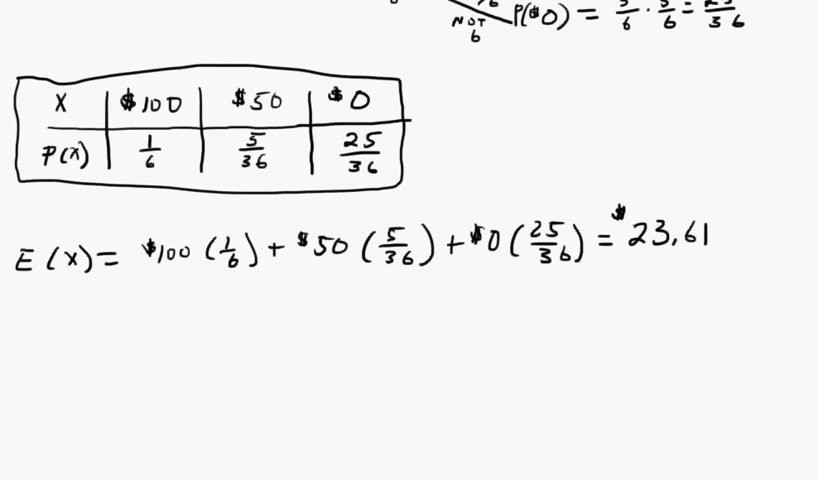 NOT 6 P($0) = 5/6 · 5/6 = 25/36
X $100 $50 $0
P(X) 1/6 5/36 25/36
E(X) = $100 (1/6) + $50 (5/36) + $0 (25/36) = $23.61